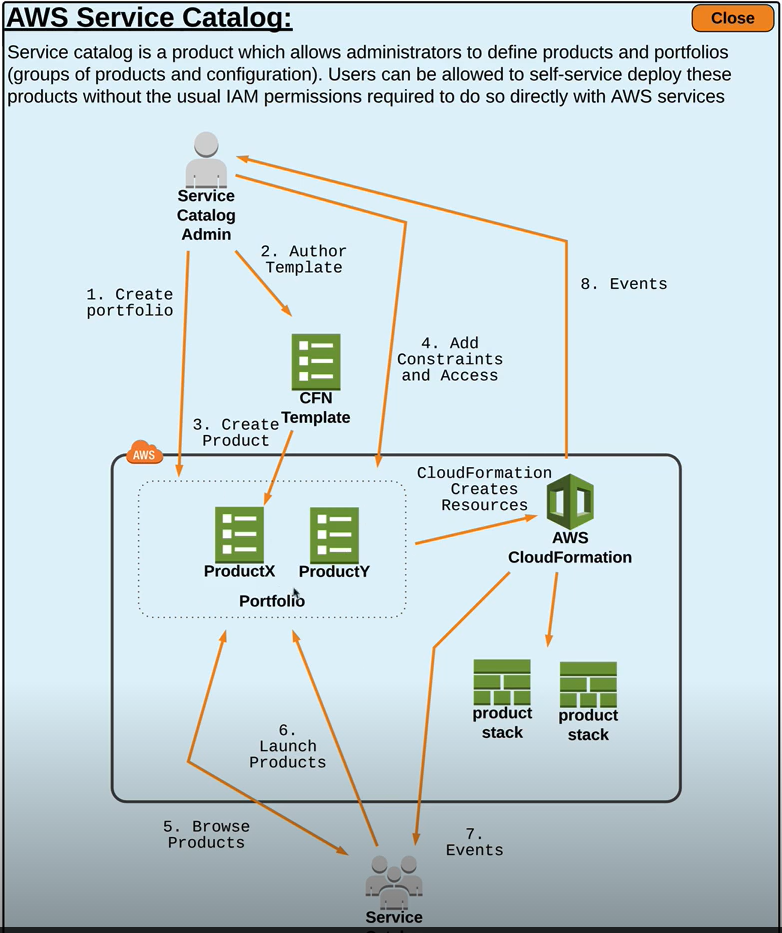 AWS Service Catalog:
Close
Service catalog is a product which allows administrators to define products and portfolios
(groups of products and configuration). Users can be allowed to self-service deploy these
products without the usual IAM permissions required to do so directly with AWS services
Service
Catalog
Admin
2. Author
Template
1. Create
portfolio
8. Events
4. Add
Constraints
and Access
CFN
Template
3. Create
Product
AWS
CloudFormation
Creates
Resources
AWS
CloudFormation
ProductX
ProductY
Portfolio
product
stack
product
stack
6.
Launch
Products
5. Browse
Products
7.
Events
Service